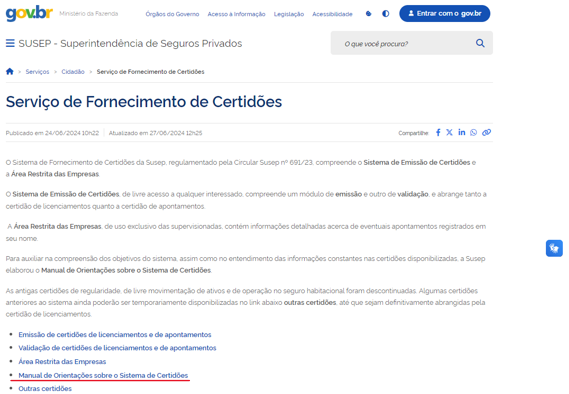 gov.br Ministério da Fazenda Órgãos do Governo Acesso à Informação Legislação Acessibilidade Entrar com o gov.br
SUSEP - Superintendência de Seguros Privados O que você procura?
Serviços > Cidadão > Serviço de Fornecimento de Certidões
Serviço de Fornecimento de Certidões
Publicado em 24/06/2024 10h22 Atualizado em 27/06/2024 12h25 Compartilhe:
O Sistema de Fornecimento de Certidões da Susep, regulamentado pela Circular Susep nº 691/23, compreende o Sistema de Emissão de Certidões e
a Área Restrita das Empresas.
O Sistema de Emissão de Certidões, de livre acesso a qualquer interessado, compreende um módulo de emissão e outro de validação, e abrange tanto a
certidão de licenciamentos quanto a certidão de apontamentos.
A Área Restrita das Empresas, de uso exclusivo das supervisionadas, contém informações detalhadas acerca de eventuais apontamentos registrados em
seu nome.
Para auxiliar na compreensão dos objetivos do sistema, assim como no entendimento das informações constantes nas certidões disponibilizadas, a Susep
elaborou o Manual de Orientações sobre o Sistema de Certidões.
As antigas certidões de regularidade, de livre movimentação de ativos e de operação no seguro habitacional foram descontinuadas. Algumas certidões
anteriores ao sistema ainda poderão ser temporariamente disponibilizadas no link abaixo outras certidões, até que sejam definitivamente abrangidas pela
certidão de licenciamentos.
• Emissão de certidões de licenciamentos e de apontamentos
• Validação de certidões de licenciamentos e de apontamentos
• Área Restrita das Empresas
• Manual de Orientações sobre o Sistema de Certidões
• Outras certidões